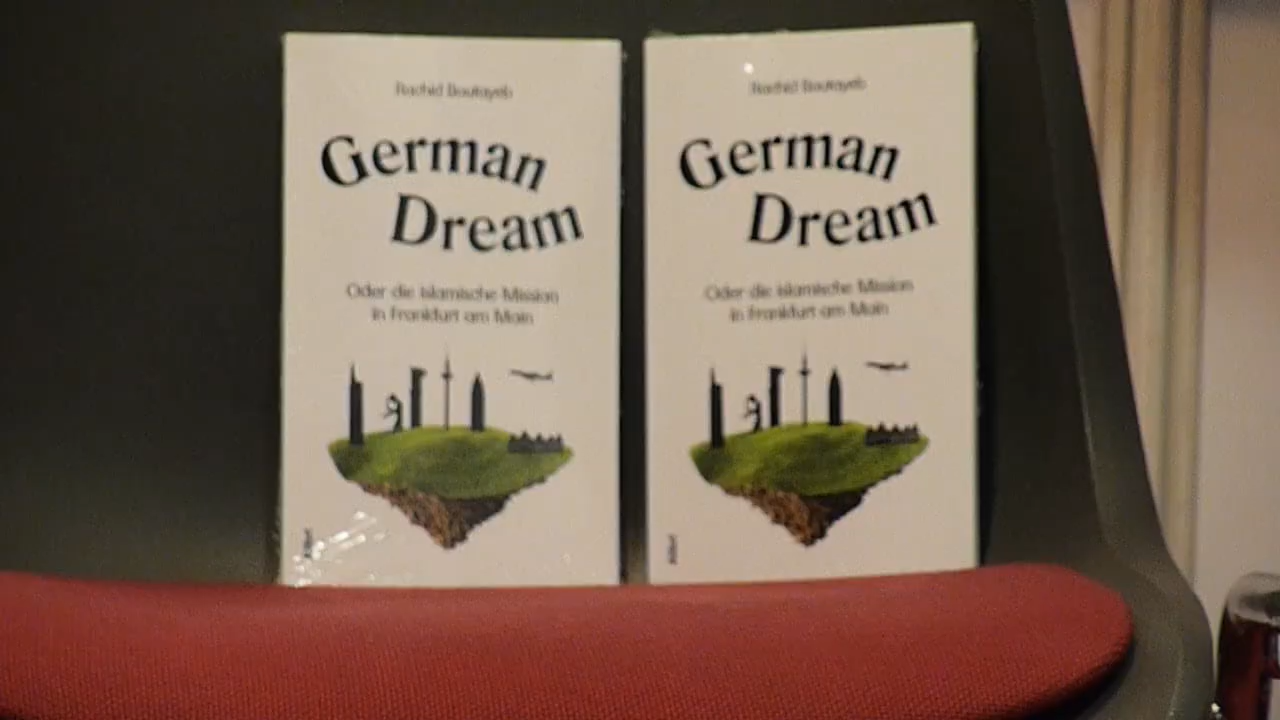 Rachid Boutayeb
German
Dream
Oder die islamische Mission
in Frankfurt am Main
Rachid Boutayeb
German
Dream
Oder die islamische Mission
in Frankfurt am Main